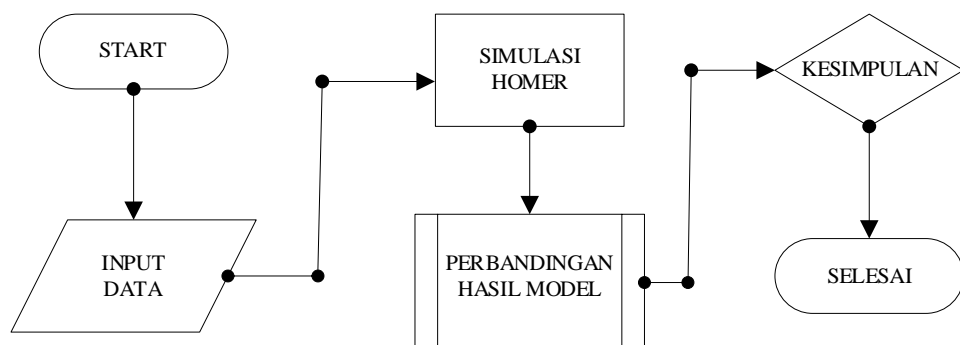 START
INPUT
DATA
SIMULASI
HOMER
PERBANDINGAN
HASIL MODEL
KESIMPULAN
SELESAI